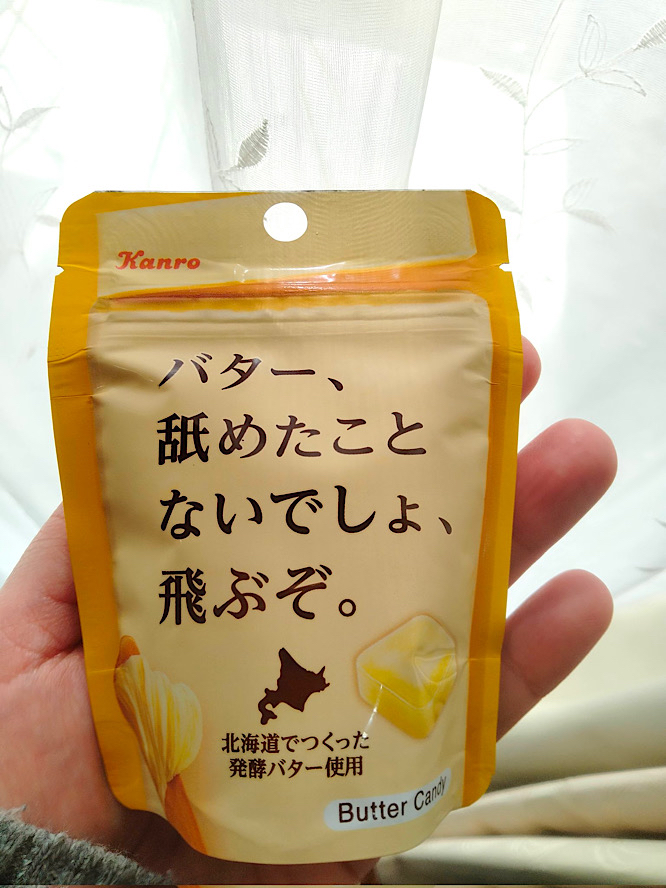 Kanro
バター、
舐めたこと
ないでしょ、
飛ぶぞ。
北海道でつくった
発酵バター使用
Butter Candy